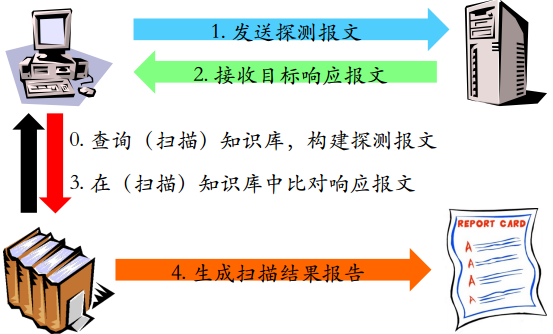 1. 发送探测报文
2. 接收目标响应报文
0. 查询（扫描）知识库，构建探测报文
3. 在（扫描）知识库中比对响应报文
REPORT CARD
A
A
A
A
4. 生成扫描结果报告